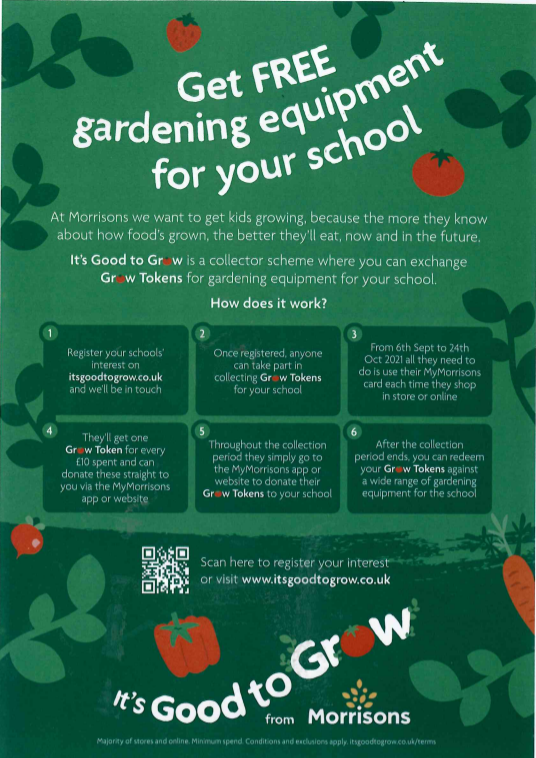 Get FREE
gardening equipment
for your school
At Morrisons we want to get kids growing, because the more they know
about how food's grown, the better they'll eat, now and in the future.
It's Good to Grow is a collector scheme where you can exchange
Grow Tokens for gardening equipment for your school.
How does it work?
1
Register your schools'
interest on
itsgoodtogrow.co.uk
and we'll be in touch
2
Once registered, anyone
can take part in
collecting Grow Tokens
for your school
3
From 6th Sept to 24th
Oct 2021 all they need to
do is use their MyMorrisons
card each time they shop
in store or online
4
They'll get one
Grow Token for every
£10 spent and can
donate these straight to
you via the MyMorrisons
app or website
5
Throughout the collection
period they simply go to
the MyMorrisons app or
website to donate their
Grow Tokens to your school
6
After the collection
period ends, you can redeem
your Grow Tokens against
a wide range of gardening
equipment for the school
Scan here to register your interest
or visit www.itsgoodtogrow.co.uk
It's Good to Grow
from Morrisons
Majority of stores and online. Minimum spend. Conditions and exclusions apply. itsgoodtogrow.co.uk/terms